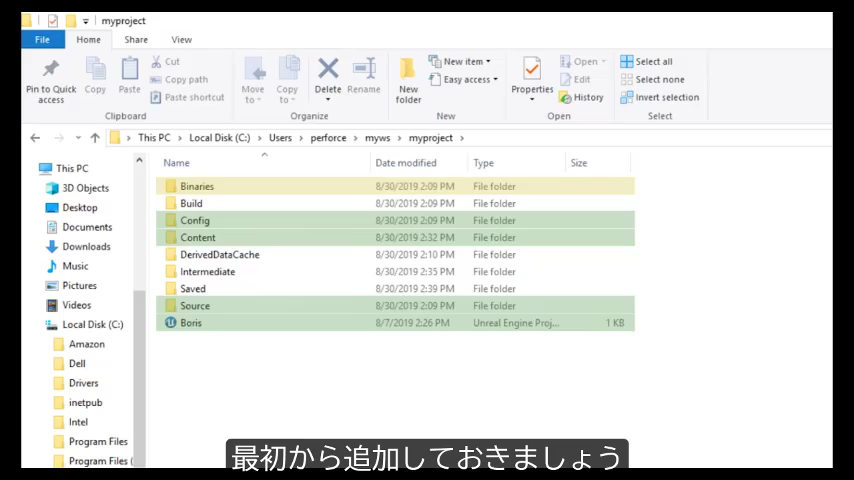 myproject
File Home Share View
Pin to Quick access
Copy
Paste
Cut
Copy path
Paste shortcut
Clipboard
Move to
Copy to
Delete
Rename
Organize
New folder
New item
Easy access
New
Properties
Open
Edit
History
Open
Select all
Select none
Invert selection
Select
This PC > Local Disk (C:) > Users > perforce > myws > myproject >
Name Date modified Type Size
This PC
3D Objects
Desktop
Documents
Downloads
Music
Pictures
Videos
Local Disk (C:)
Amazon
Dell
Drivers
inetpub
Intel
Program Files
Program Files (
Binaries 8/30/2019 2:09 PM File folder
Build 8/30/2019 2:09 PM File folder
Config 8/30/2019 2:09 PM File folder
Content 8/30/2019 2:32 PM File folder
DerivedDataCache 8/30/2019 2:10 PM File folder
Intermediate 8/30/2019 2:35 PM File folder
Saved 8/30/2019 2:39 PM File folder
Source 8/30/2019 2:09 PM File folder
Boris 8/7/2019 2:26 PM Unreal Engine Proj... 1 KB
最初から追加しておきましょう